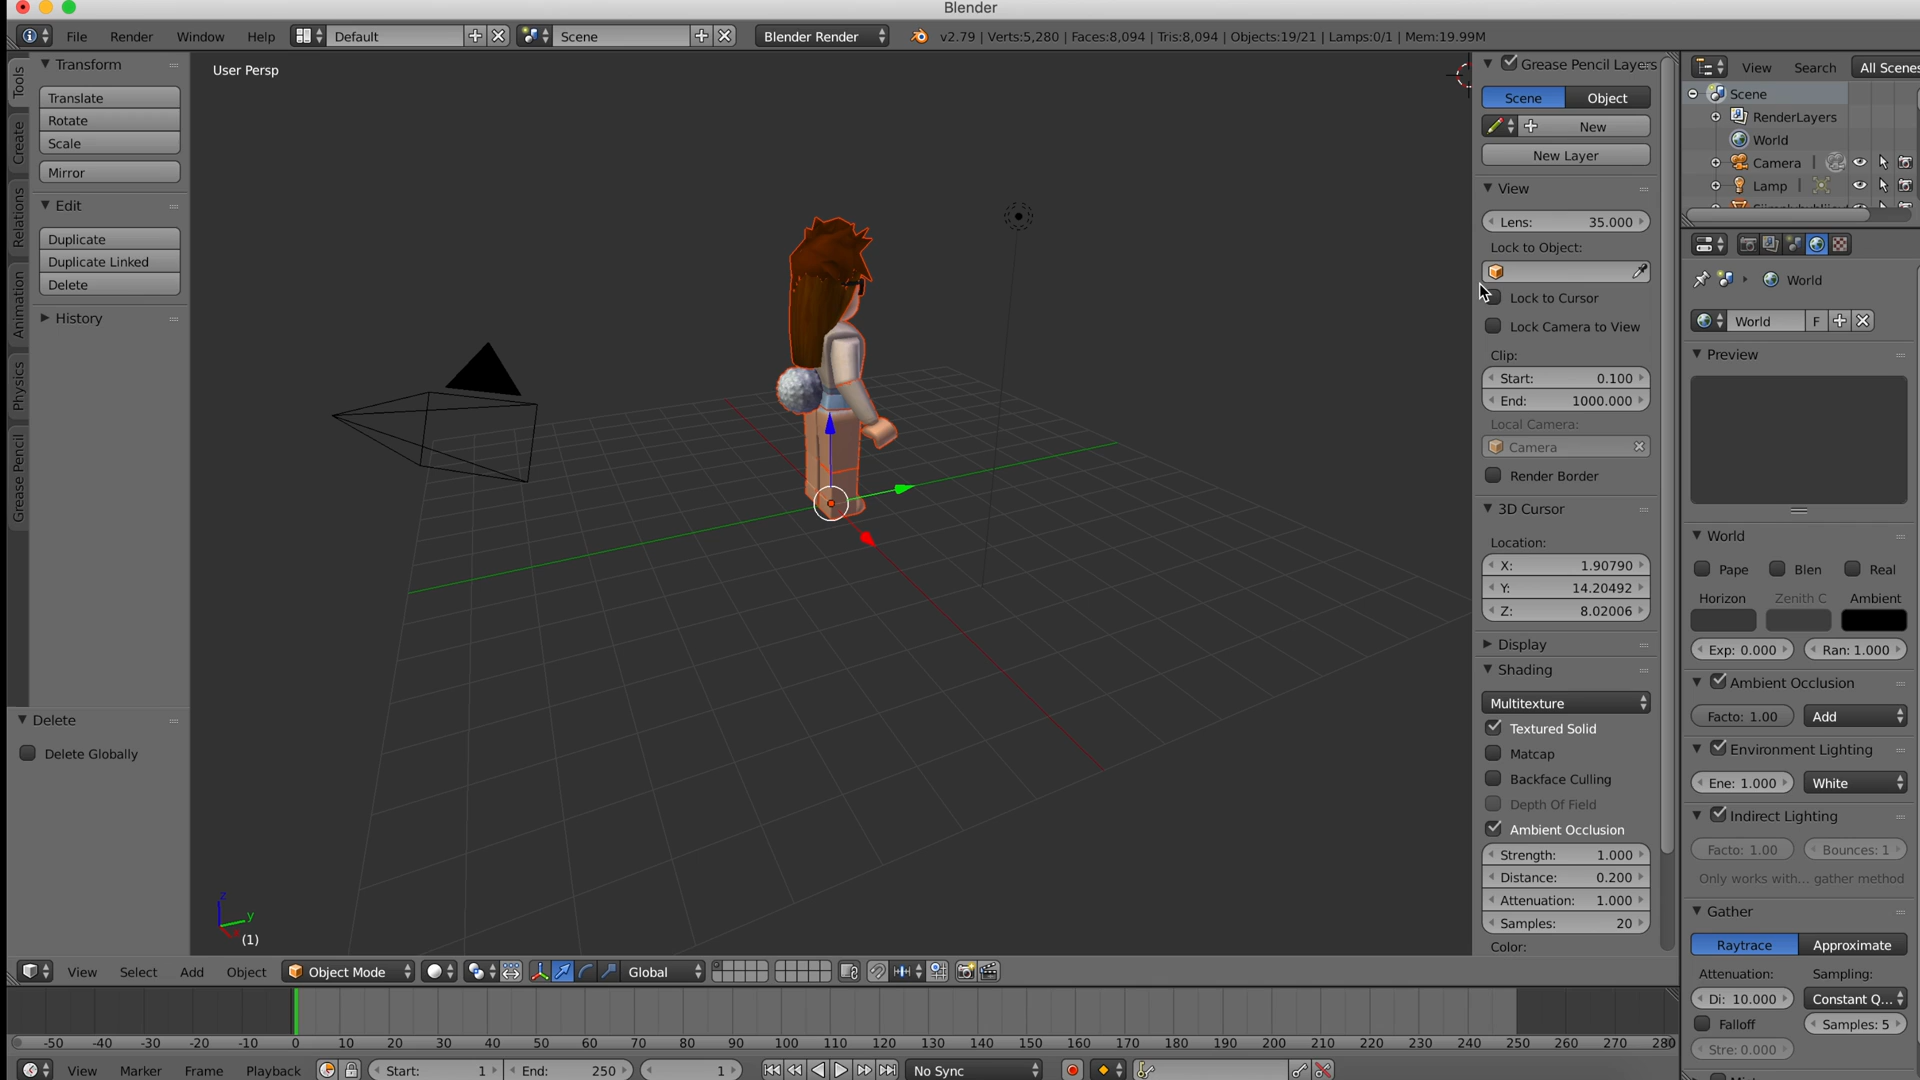 Blender
File Render Window Help Default Scene Blender Render v2.79 | Verts:5,280 | Faces:8,094 | Tris:8,094 | Objects:19/21 | Lamps:0/1 | Mem:19.99M
Tools
Create
Relations
Animation
Physics
Grease Pencil
Transform
Translate
Rotate
Scale
Mirror
Edit
Duplicate
Duplicate Linked
Delete
History
Delete
Delete Globally
User Persp
z
y
(1)
Grease Pencil Layers
Scene Object
New
New Layer
View
Lens: 35.000
Lock to Object:
Lock to Cursor
Lock Camera to View
Clip:
Start: 0.100
End: 1000.000
Local Camera:
Camera
Render Border
3D Cursor
Location:
X: 1.90790
Y: 14.20492
Z: 8.02006
Display
Shading
Multitexture
Textured Solid
Matcap
Backface Culling
Depth Of Field
Ambient Occlusion
Strength: 1.000
Distance: 0.200
Attenuation: 1.000
Samples: 20
Color:
View Search All Scenes
Scene
RenderLayers
World
Camera
Lamp
World
World F
Preview
World
Pape Blen Real
Horizon Zenith C Ambient
Exp: 0.000 Ran: 1.000
Ambient Occlusion
Facto: 1.00 Add
Environment Lighting
Ene: 1.000 White
Indirect Lighting
Facto: 1.00 Bounces: 1
Only works with... gather method
Gather
Raytrace Approximate
Attenuation: Sampling:
Di: 10.000 Constant Q...
Falloff Samples: 5
Stre: 0.000
View Select Add Object Object Mode Global
-50 -40 -30 -20 -10 0 10 20 30 40 50 60 70 80 90 100 110 120 130 140 150 160 170 180 190 200 210 220 230 240 250 260 270 280
View Marker Frame Playback Start: 1 End: 250 1 No Sync